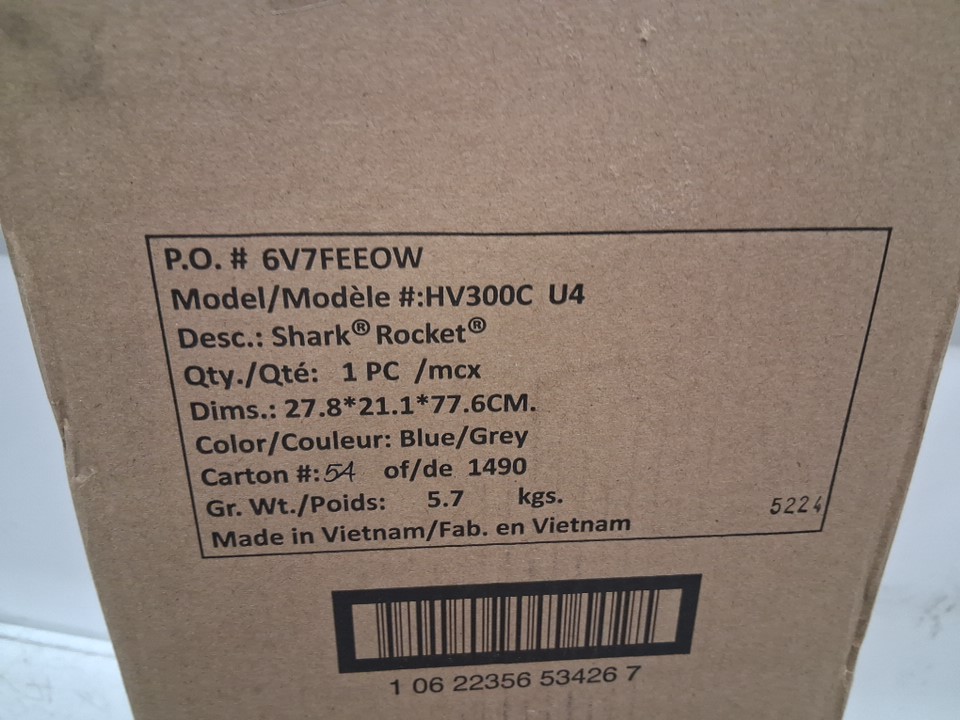 P.O. # 6V7FEEOW
Model/Modèle #:HV300C U4
Desc.: Shark® Rocket®
Qty./Qté: 1 PC /mcx
Dims.: 27.8*21.1*77.6CM.
Color/Couleur: Blue/Grey
Carton #:54 of/de 1490
Gr. Wt./Poids: 5.7 kgs.
5224
Made in Vietnam/Fab. en Vietnam
1 06 22356 53426 7